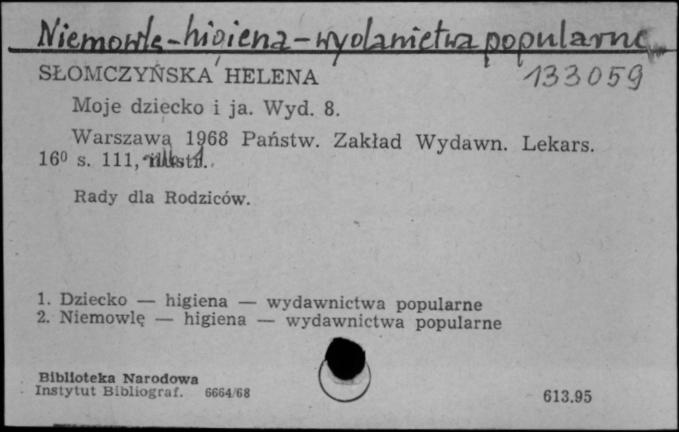 Niemowlę-higiena-wydawnictwa popularne
SŁOMCZYŃSKA HELENA 133059
Moje dziecko i ja. Wyd. 8.
Warszawa 1968 Państw. Zakład Wydawn. Lekars.
16⁰ s. 111,
Rady dla Rodziców.
1. Dziecko — higiena — wydawnictwa popularne
2. Niemowlę — higiena — wydawnictwa popularne
Biblioteka Narodowa
Instytut Bibliograf. 6664/68 613.95